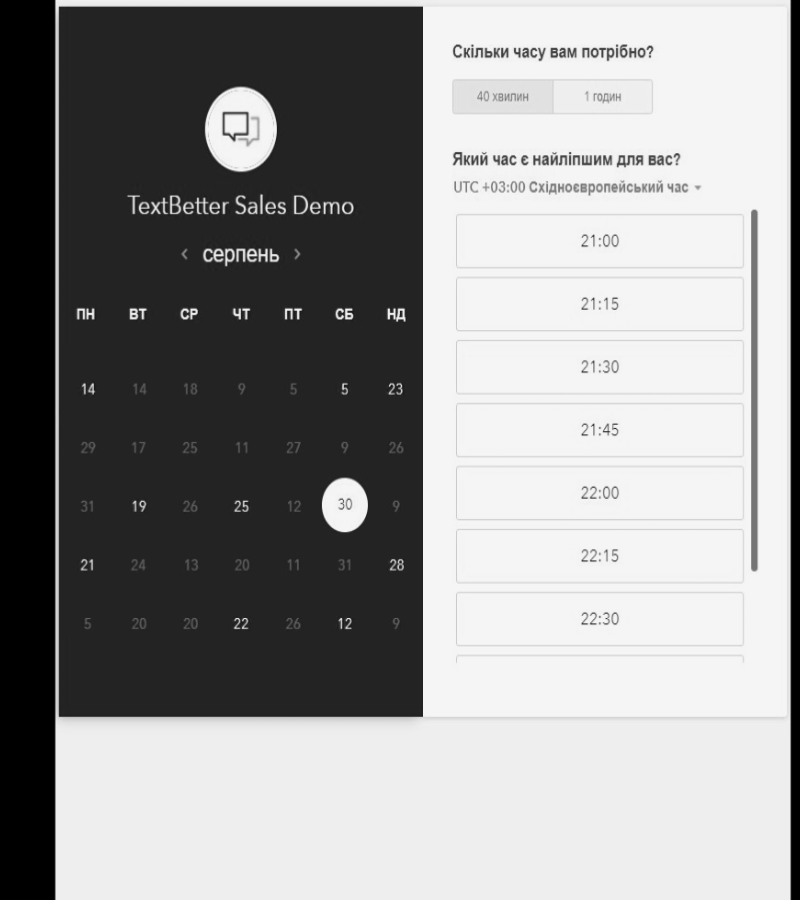 TextBetter Sales Demo
серпень
ПН ВТ СР ЧТ ПТ СБ НД
14 14 18 9 5 5 23
29 17 25 11 27 9 26
31 19 26 25 12 30 9
21 24 13 20 11 31 28
5 20 20 22 26 12 9
Скільки часу вам потрібно?
40 хвилин 1 годин
Який час є найліпшим для вас?
UTC +03:00 Східноєвропейський час
21:00
21:15
21:30
21:45
22:00
22:15
22:30